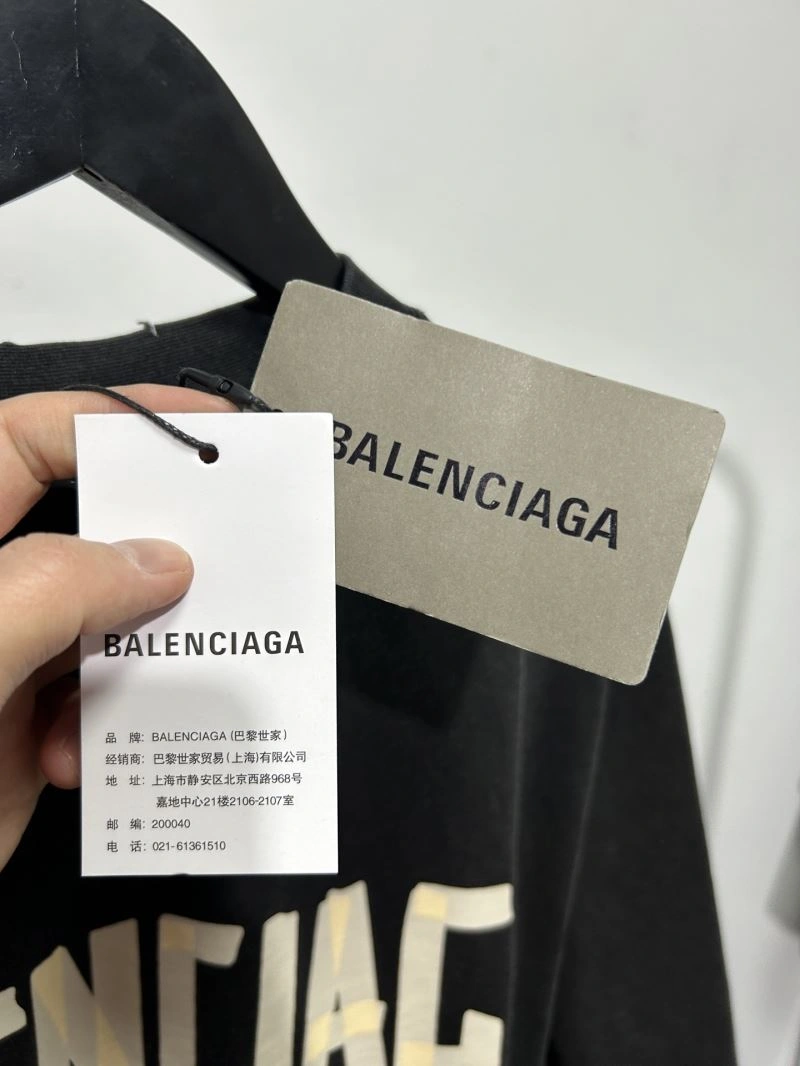 BALENCIAGA
BALENCIAGA
品 牌: BALENCIAGA (巴黎世家)
经销商: 巴黎世家贸易(上海)有限公司
地 址: 上海市静安区北京西路968号
嘉地中心21楼2106-2107室
邮 编: 200040
电 话: 021-61361510
ENCIAG